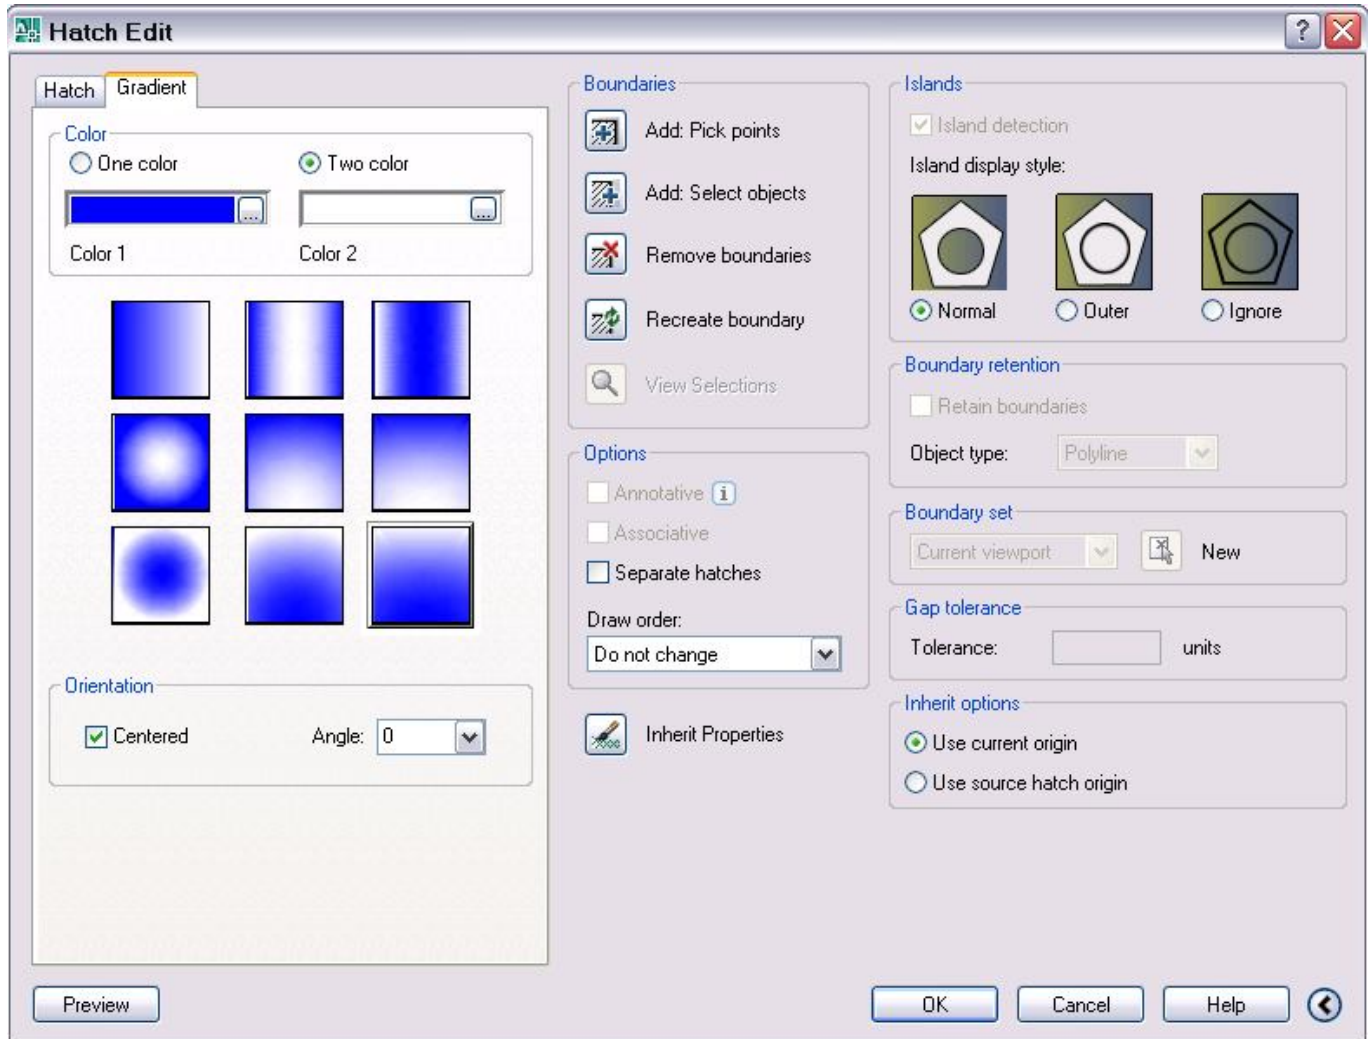 Hatch Edit
?
Hatch
Gradient
Color
One color
Two color
...
...
Color 1
Color 2
Orientation
Centered
Angle: 0
Boundaries
Add: Pick points
Add: Select objects
Remove boundaries
Recreate boundary
View Selections
Options
Annotative i
Associative
Separate hatches
Draw order:
Do not change
Inherit Properties
Islands
Island detection
Island display style:
Normal
Outer
Ignore
Boundary retention
Retain boundaries
Object type: Polyline
Boundary set
Current viewport
New
Gap tolerance
Tolerance: units
Inherit options
Use current origin
Use source hatch origin
Preview
OK
Cancel
Help